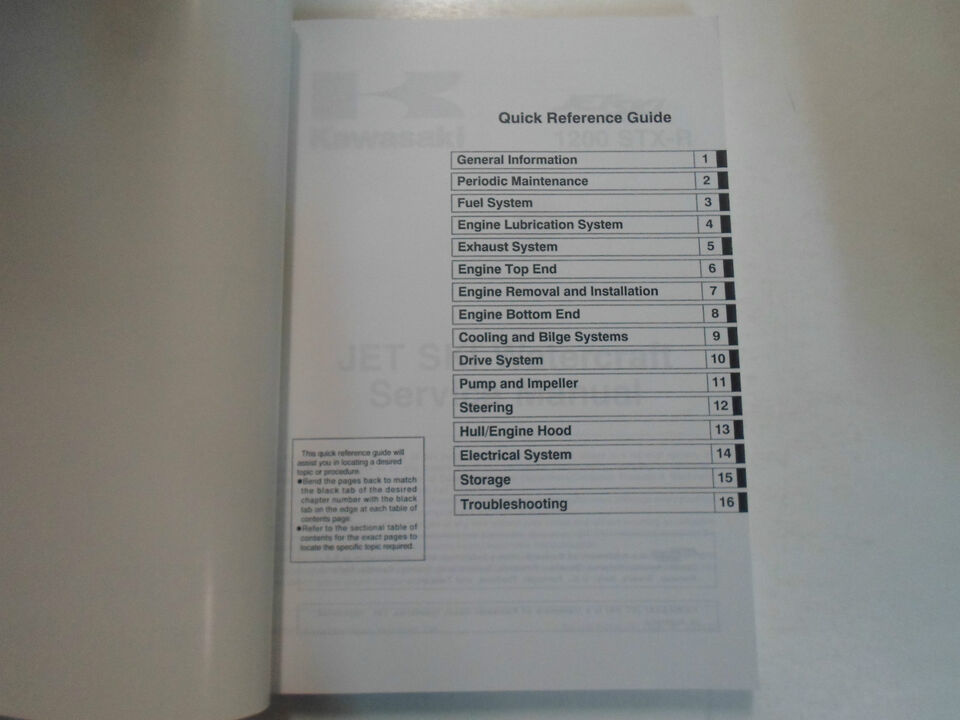 Kawasaki
1200 STX-R
Quick Reference Guide
General Information 1
Periodic Maintenance 2
Fuel System 3
Engine Lubrication System 4
Exhaust System 5
Engine Top End 6
Engine Removal and Installation 7
Engine Bottom End 8
Cooling and Bilge Systems 9
Drive System 10
Pump and Impeller 11
Steering 12
Hull/Engine Hood 13
Electrical System 14
Storage 15
Troubleshooting 16
This quick reference guide will
assist you in locating a desired
topic or procedure.
●Bend the pages back to match
the black tab of the desired
chapter number with the black
tab on the edge at each table of
contents page.
●Refer to the sectional table of
contents for the exact pages to
locate the specific topic required.